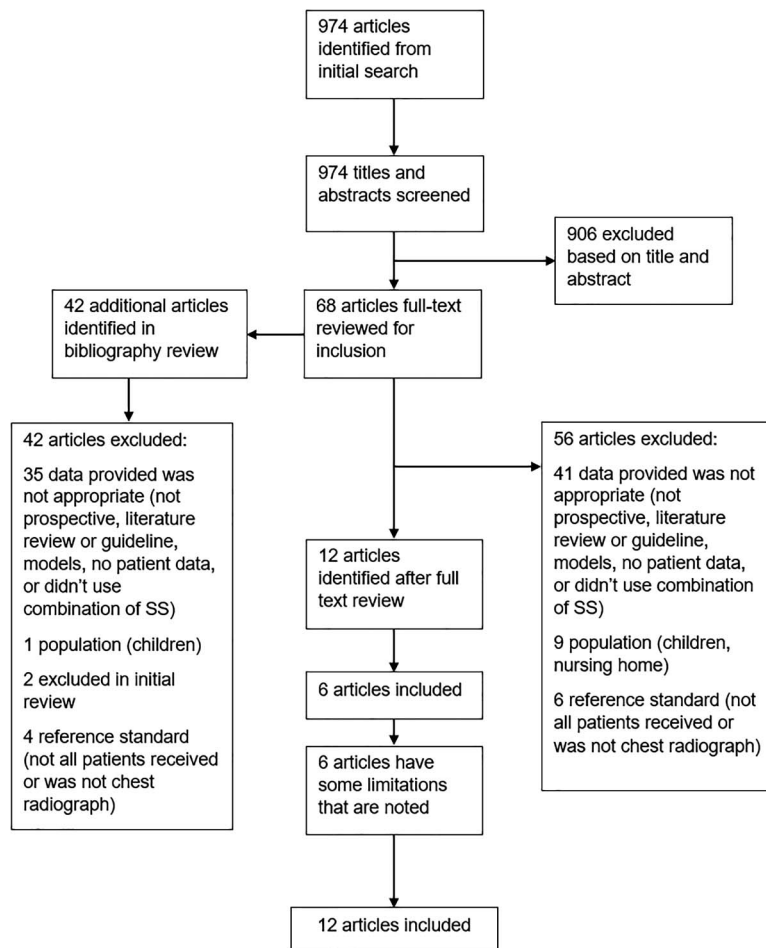 974 articles
identified from
initial search
974 titles and
abstracts screened
906 excluded
based on title and
abstract
42 additional articles
identified in
bibliography review
68 articles full-text
reviewed for
inclusion
42 articles excluded:
35 data provided was
not appropriate (not
prospective, literature
review or guideline,
models, no patient data,
or didn't use
combination of SS)
1 population (children)
2 excluded in initial
review
4 reference standard
(not all patients received
or was not chest
radiograph)
56 articles excluded:
41 data provided was not
appropriate (not
prospective, literature
review or guideline,
models, no patient data,
or didn't use combination
of SS)
9 population (children,
nursing home)
6 reference standard (not
all patients received or
was not chest radiograph)
12 articles
identified after full
text review
6 articles included
6 articles have
some limitations
that are noted
12 articles included